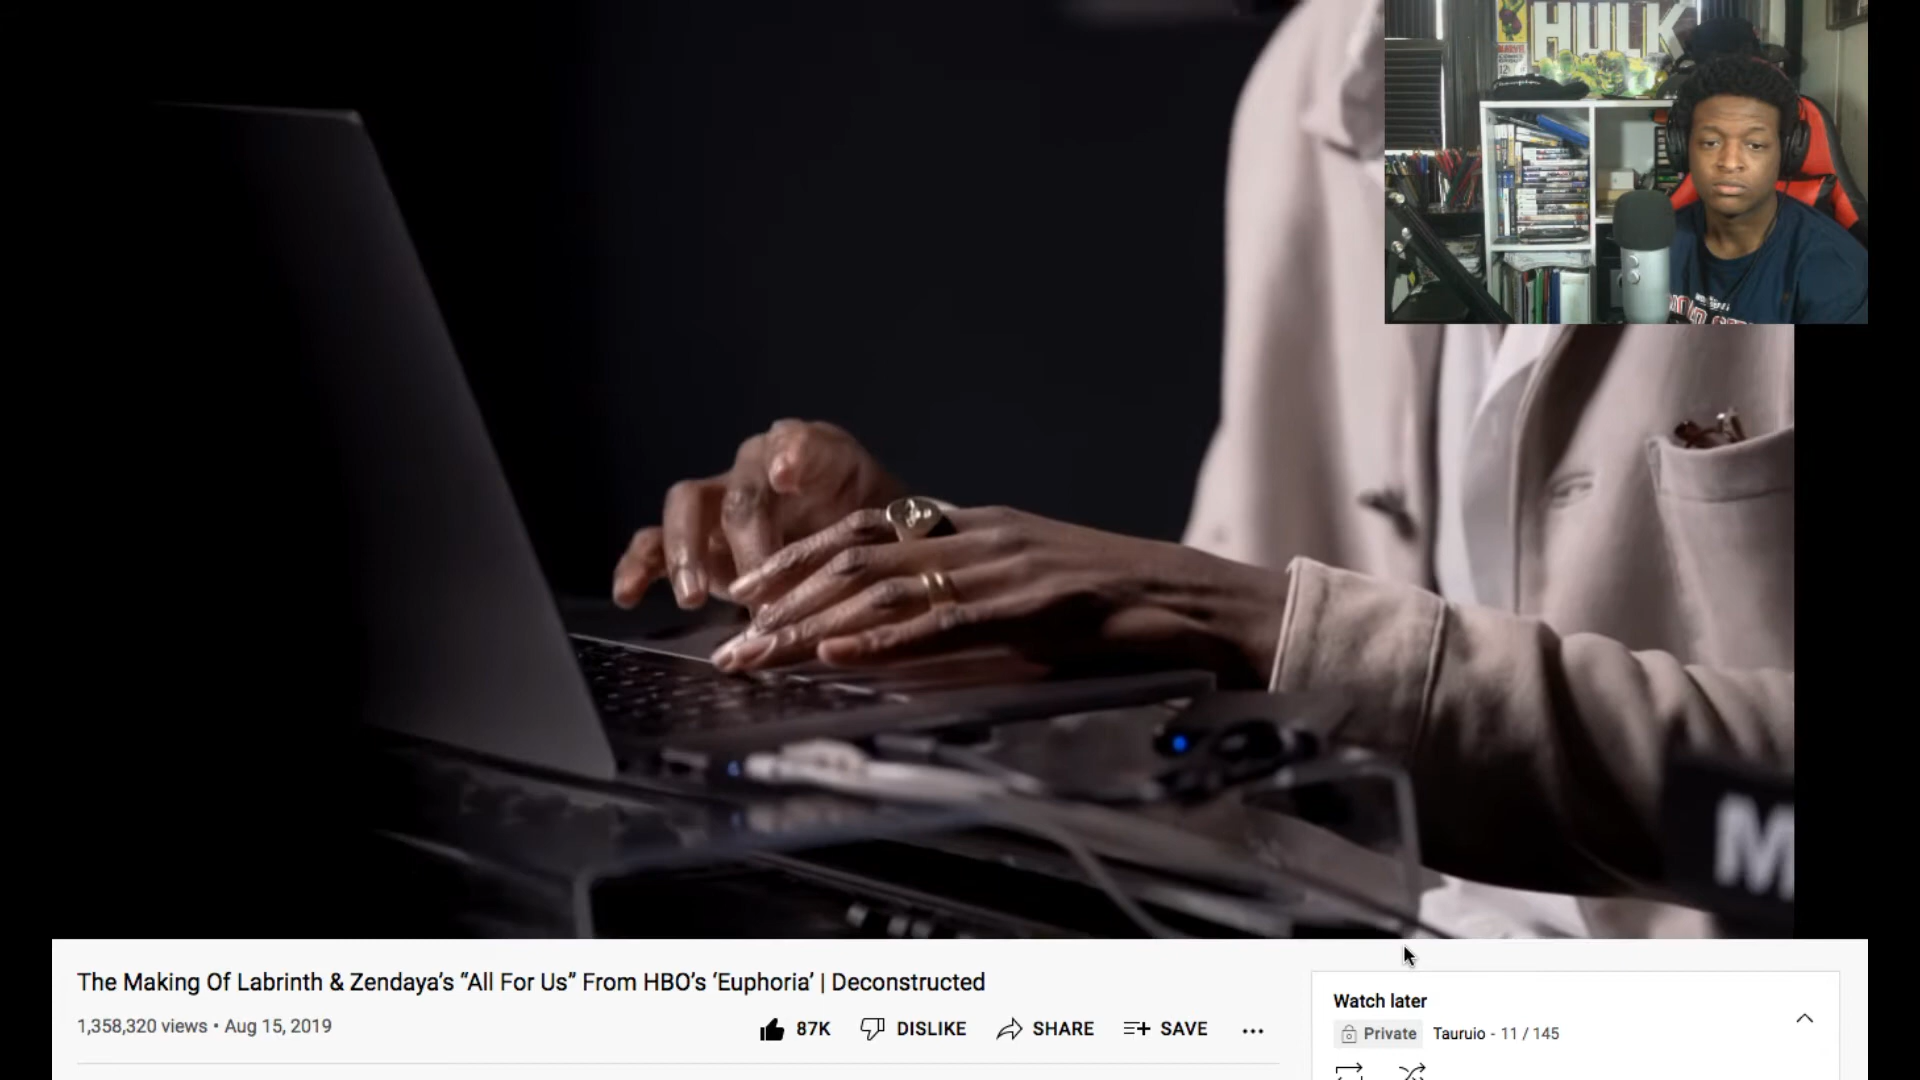 HULK
M
The Making Of Labrinth & Zendaya’s “All For Us” From HBO’s ‘Euphoria’ | Deconstructed
1,358,320 views • Aug 15, 2019
87K
DISLIKE
SHARE
SAVE
Watch later
Private
Tauruio - 11 / 145